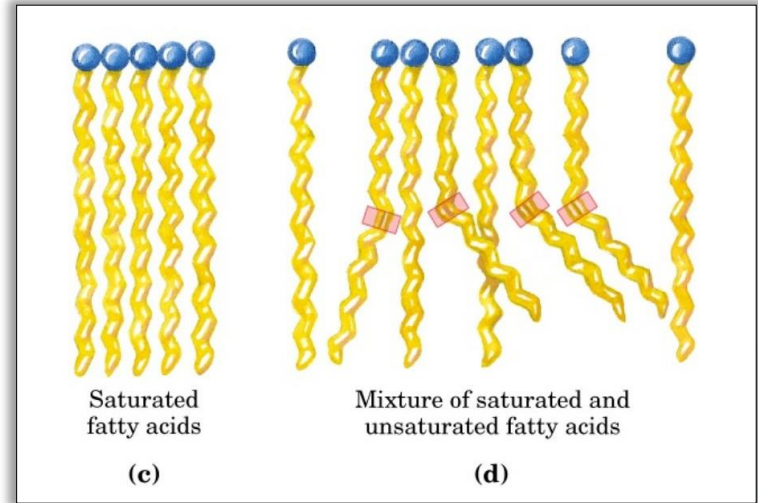 Saturated
fatty acids
(c)
Mixture of saturated and
unsaturated fatty acids
(d)